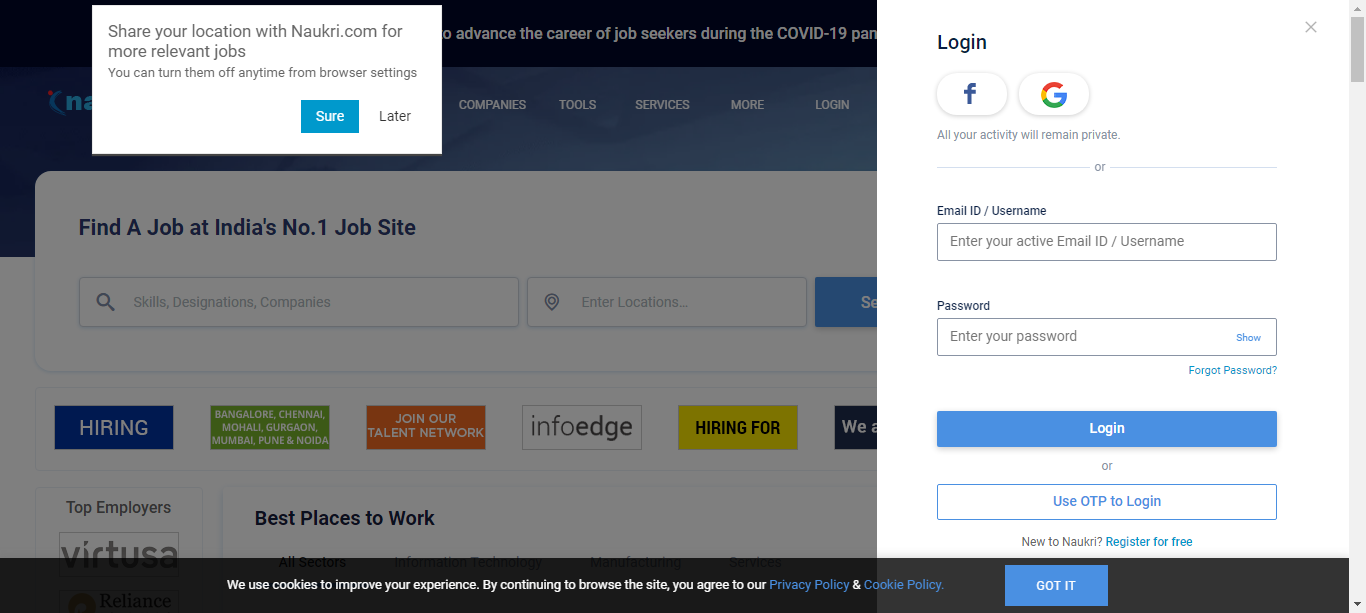 Share your location with Naukri.com for
more relevant jobs
You can turn them off anytime from browser settings
Sure
Later
to advance the career of job seekers during the COVID-19 pan
COMPANIES
TOOLS
SERVICES
MORE
LOGIN
Find A Job at India's No.1 Job Site
Skills, Designations, Companies
Enter Locations...
HIRING
BANGALORE, CHENNAI,
MOHALI, GURGAON,
MUMBAI, PUNE & NOIDA
JOIN OUR
TALENT NETWORK
infoedge
HIRING FOR
We a
Top Employers
virtusa
Reliance
Best Places to Work
All Sectors
Information Technology
Manufacturing
Services
Login
All your activity will remain private.
or
Email ID / Username
Enter your active Email ID / Username
Password
Enter your password
Show
Forgot Password?
Login
or
Use OTP to Login
New to Naukri? Register for free
We use cookies to improve your experience. By continuing to browse the site, you agree to our Privacy Policy & Cookie Policy.
GOT IT